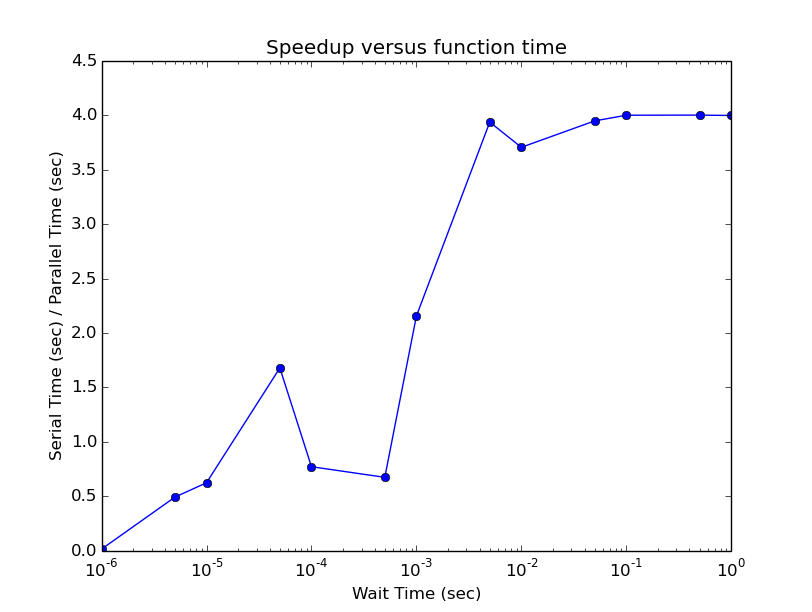 Speedup versus function time
Serial Time (sec) / Parallel Time (sec)
4.5
4.0
3.5
3.0
2.5
2.0
1.5
1.0
0.5
0.0
10^-6 10^-5 10^-4 10^-3 10^-2 10^-1 10^0
Wait Time (sec)